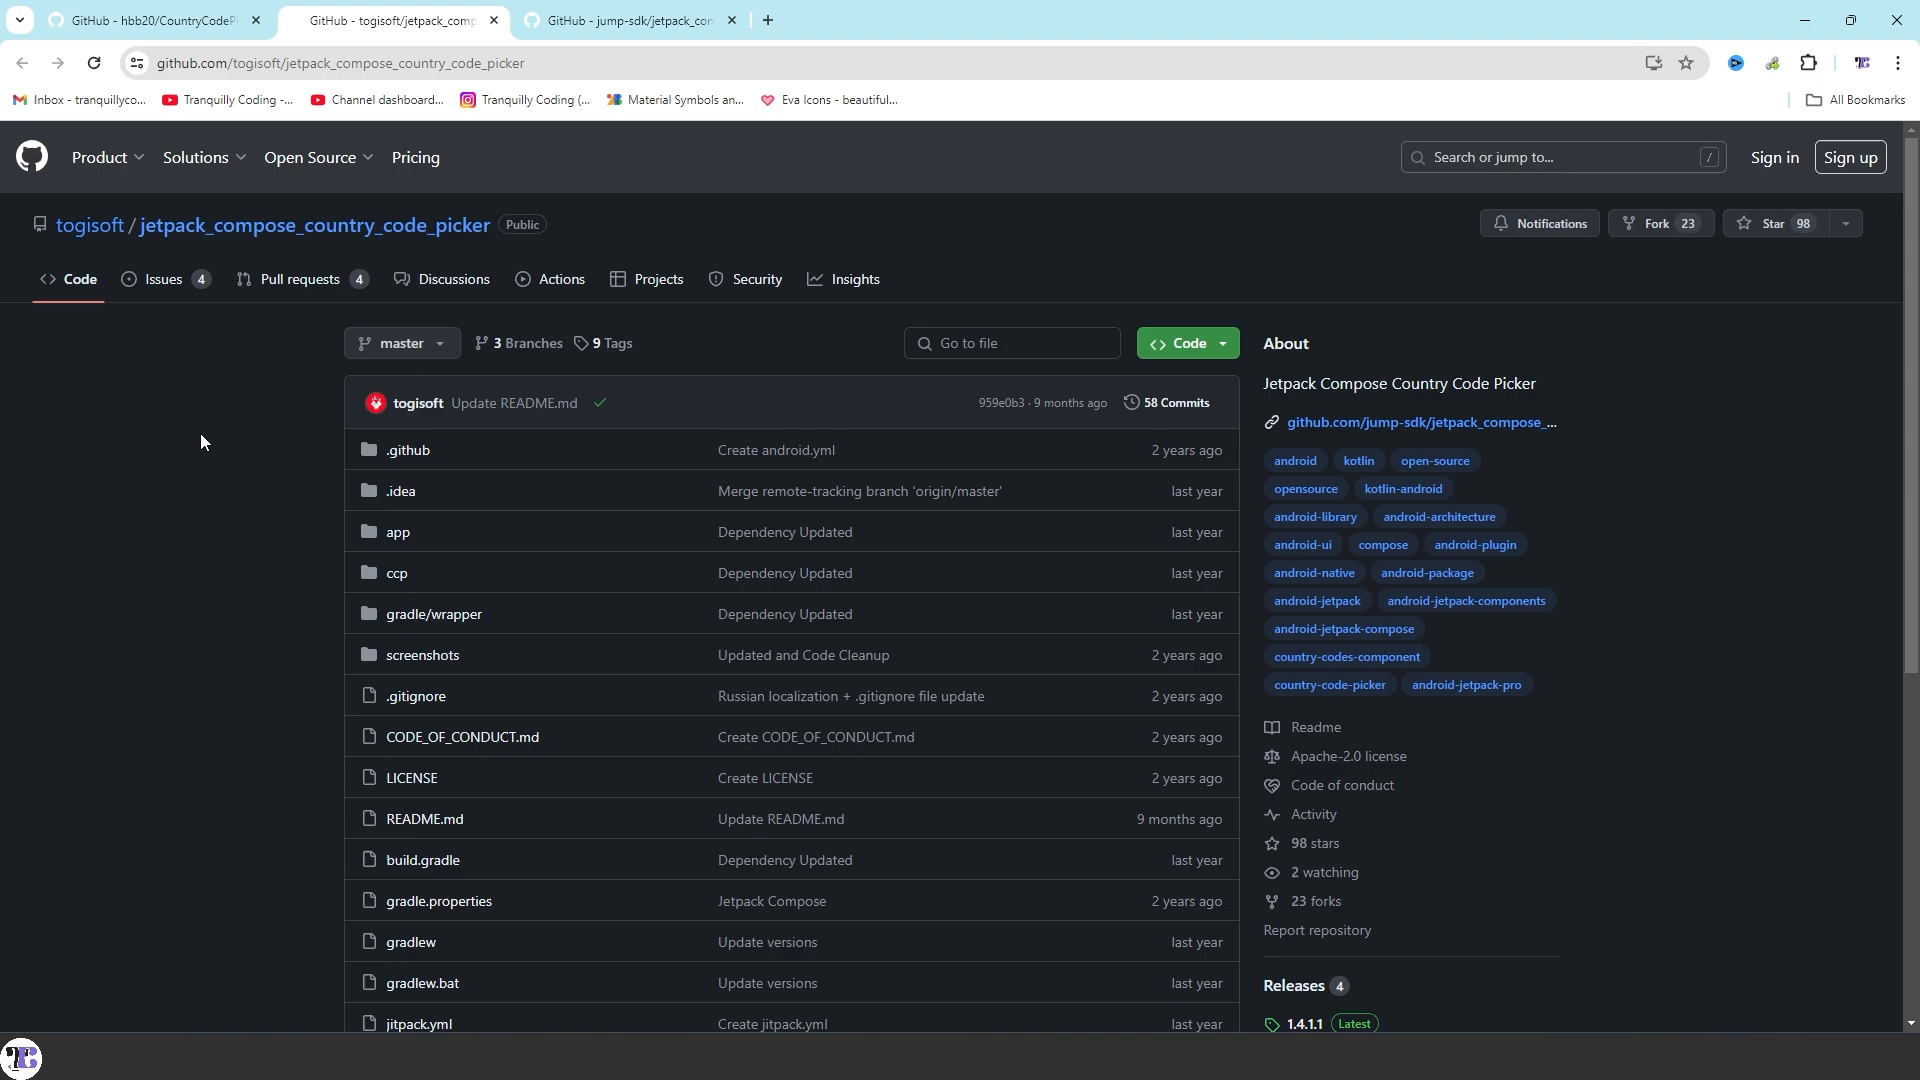 GitHub - hbb20/CountryCodeP
GitHub - togisoft/jetpack_comp
GitHub - jump-sdk/jetpack_com
github.com/togisoft/jetpack_compose_country_code_picker
Inbox - tranquillyco...
Tranquilly Coding -...
Channel dashboard...
Tranquilly Coding (...
Material Symbols an...
Eva Icons - beautiful...
All Bookmarks
Product
Solutions
Open Source
Pricing
Search or jump to...
/
Sign in
Sign up
togisoft / jetpack_compose_country_code_picker
Public
Notifications
Fork 23
Star 98
Code
Issues 4
Pull requests 4
Discussions
Actions
Projects
Security
Insights
master
3 Branches
9 Tags
Go to file
Code
togisoft Update README.md
959e0b3 · 9 months ago
58 Commits
.github Create android.yml 2 years ago
.idea Merge remote-tracking branch 'origin/master' last year
app Dependency Updated last year
ccp Dependency Updated last year
gradle/wrapper Dependency Updated last year
screenshots Updated and Code Cleanup 2 years ago
.gitignore Russian localization + .gitignore file update 2 years ago
CODE_OF_CONDUCT.md Create CODE_OF_CONDUCT.md 2 years ago
LICENSE Create LICENSE 2 years ago
README.md Update README.md 9 months ago
build.gradle Dependency Updated last year
gradle.properties Jetpack Compose 2 years ago
gradlew Update versions last year
gradlew.bat Update versions last year
jitpack.yml Create jitpack.yml last year
About
Jetpack Compose Country Code Picker
github.com/jump-sdk/jetpack_compose_...
android kotlin open-source
opensource kotlin-android
android-library android-architecture
android-ui compose android-plugin
android-native android-package
android-jetpack android-jetpack-components
android-jetpack-compose
country-codes-component
country-code-picker android-jetpack-pro
Readme
Apache-2.0 license
Code of conduct
Activity
98 stars
2 watching
23 forks
Report repository
Releases 4
1.4.1.1 Latest
TC